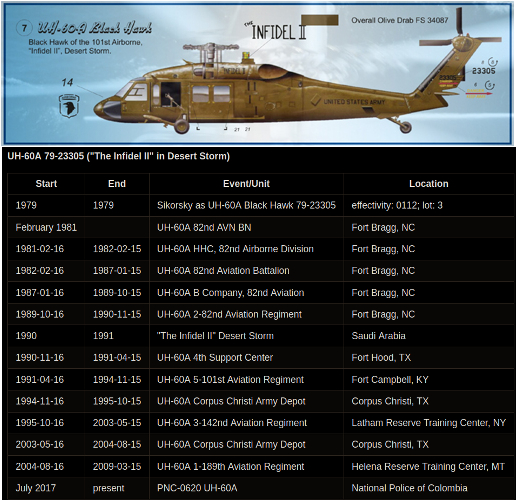 7 UH-60A Black Hawk
Black Hawk of the 101st Airborne,
"Infidel II", Desert Storm.
THE INFIDEL II
Overall Olive Drab FS 34087
14
UNITED STATES ARMY
23305
23305
21 21
UH-60A 79-23305 ("The Infidel II" in Desert Storm)
Start End Event/Unit Location
1979 1979 Sikorsky as UH-60A Black Hawk 79-23305 effectivity: 0112; lot: 3
February 1981 UH-60A 82nd AVN BN Fort Bragg, NC
1981-02-16 1982-02-15 UH-60A HHC, 82nd Airborne Division Fort Bragg, NC
1982-02-16 1987-01-15 UH-60A 82nd Aviation Battalion Fort Bragg, NC
1987-01-16 1989-10-15 UH-60A B Company, 82nd Aviation Fort Bragg, NC
1989-10-16 1990-11-15 UH-60A 2-82nd Aviation Regiment Fort Bragg, NC
1990 1991 "The Infidel II" Desert Storm Saudi Arabia
1990-11-16 1991-04-15 UH-60A 4th Support Center Fort Hood, TX
1991-04-16 1994-11-15 UH-60A 5-101st Aviation Regiment Fort Campbell, KY
1994-11-16 1995-10-15 UH-60A Corpus Christi Army Depot Corpus Christi, TX
1995-10-16 2003-05-15 UH-60A 3-142nd Aviation Regiment Latham Reserve Training Center, NY
2003-05-16 2004-08-15 UH-60A Corpus Christi Army Depot Corpus Christi, TX
2004-08-16 2009-03-15 UH-60A 1-189th Aviation Regiment Helena Reserve Training Center, MT
July 2017 present PNC-0620 UH-60A National Police of Colombia